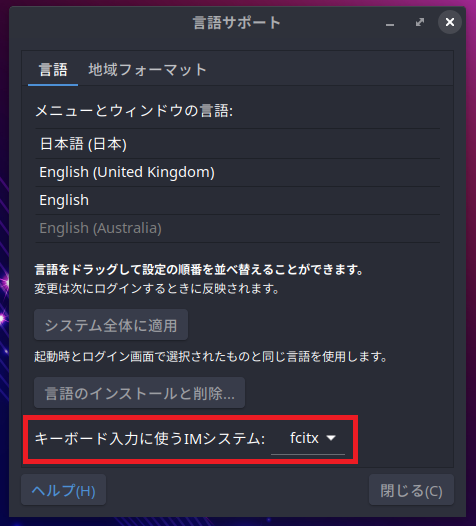 言語サポート
言語
地域フォーマット
メニューとウィンドウの言語:
日本語 (日本)
English (United Kingdom)
English
English (Australia)
言語をドラッグして設定の順番を並べ替えることができます。
変更は次にログインするときに反映されます。
システム全体に適用
起動時とログイン画面で選択されたものと同じ言語を使用します。
言語のインストールと削除...
キーボード入力に使うIMシステム: fcitx
ヘルプ(H)
閉じる(C)